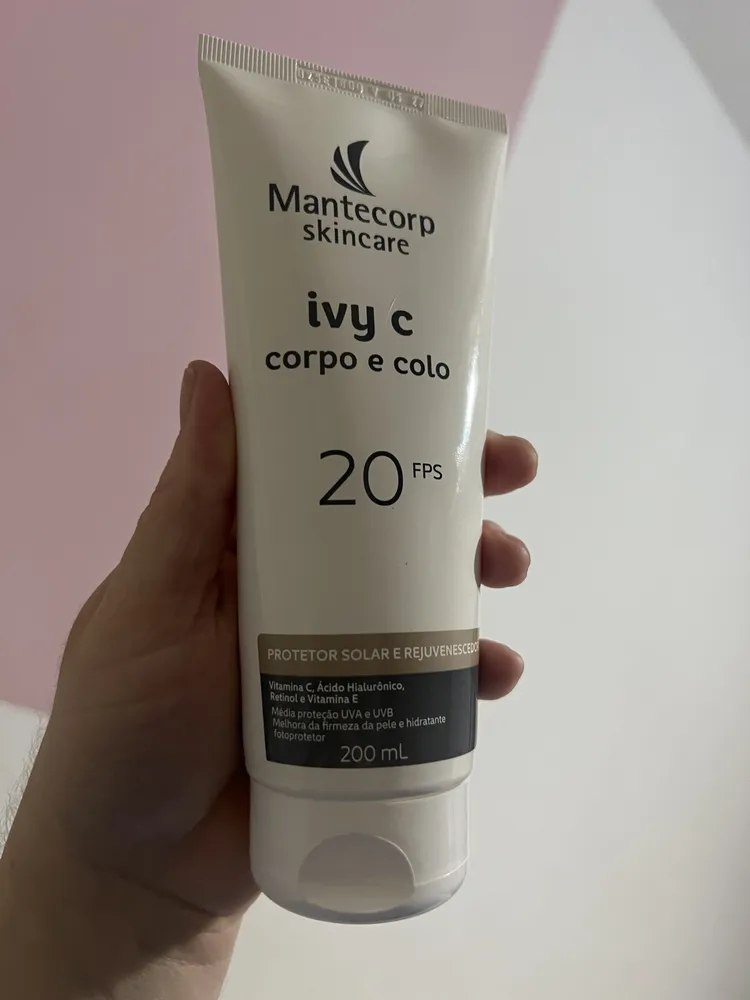 Mantecorp
skincare
ivy c
corpo e colo
20 FPS
PROTETOR SOLAR E
Vitamina C, Ácido Hialurônico,
Retinol e Vitamina E
Média proteção UVA e UVB
Melhora da firmeza da pele e hidratante
fotoprotetor
200 mL